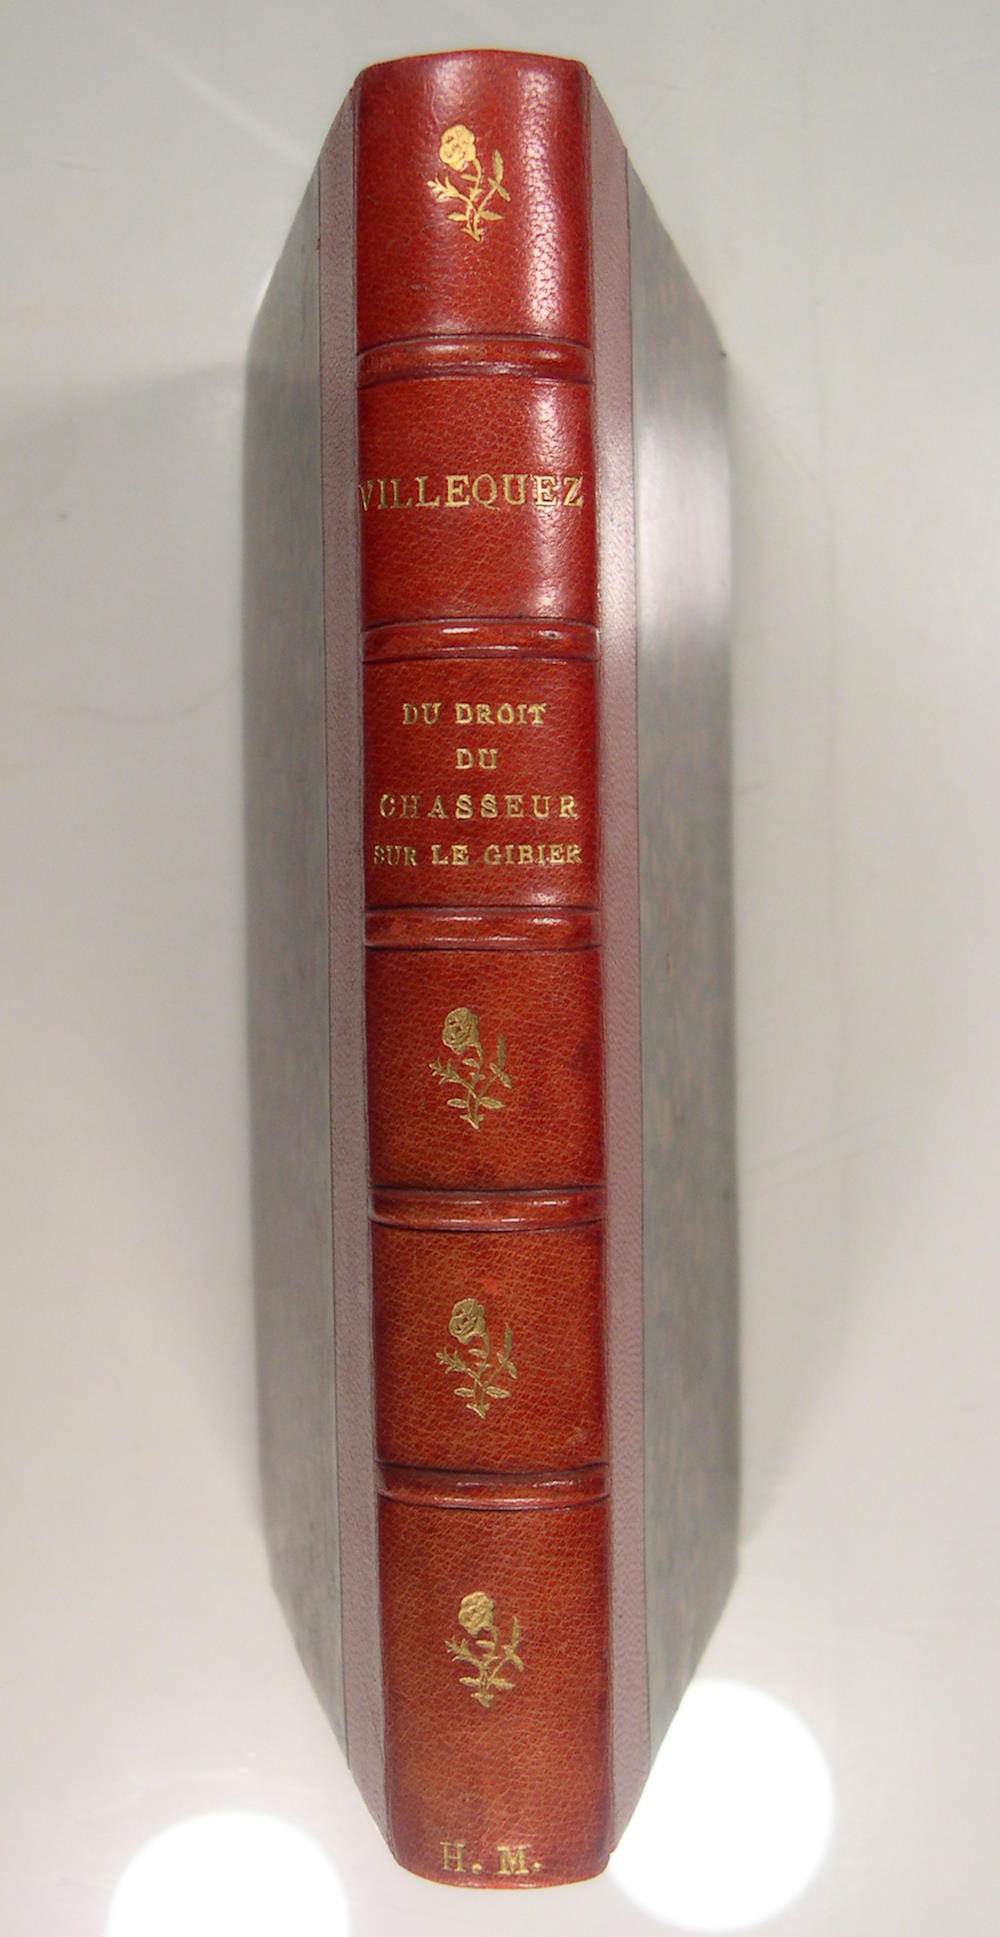 VILLEQUEZ
DU DROIT
DU
CHASSEUR
SUR LE GIBIER
H. M.